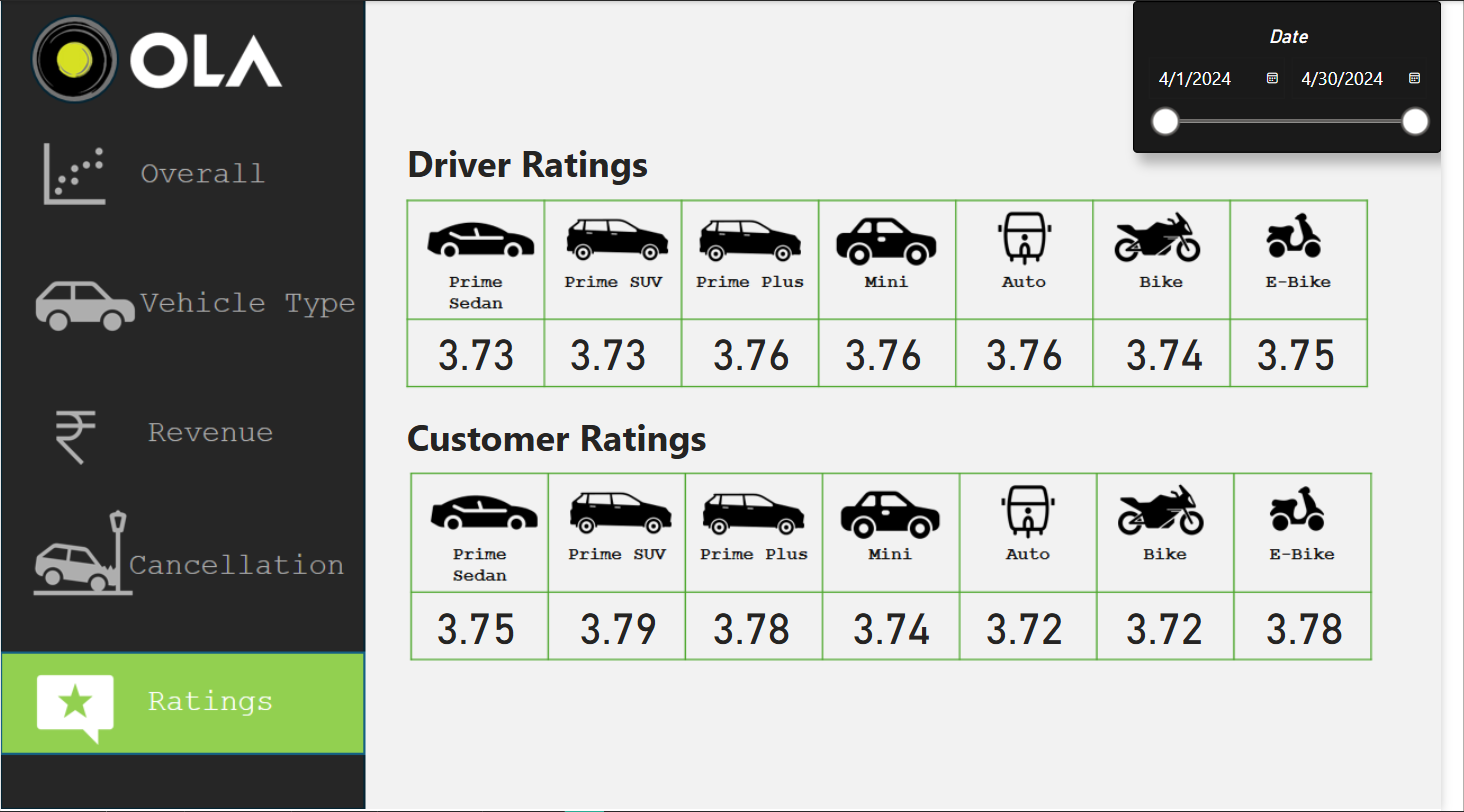 OLA
Date
4/1/2024 4/30/2024
Overall
Vehicle Type
Revenue
Cancellation
Ratings
Driver Ratings
Prime Sedan Prime SUV Prime Plus Mini Auto Bike E-Bike
3.73 3.73 3.76 3.76 3.76 3.74 3.75
Customer Ratings
Prime Sedan Prime SUV Prime Plus Mini Auto Bike E-Bike
3.75 3.79 3.78 3.74 3.72 3.72 3.78